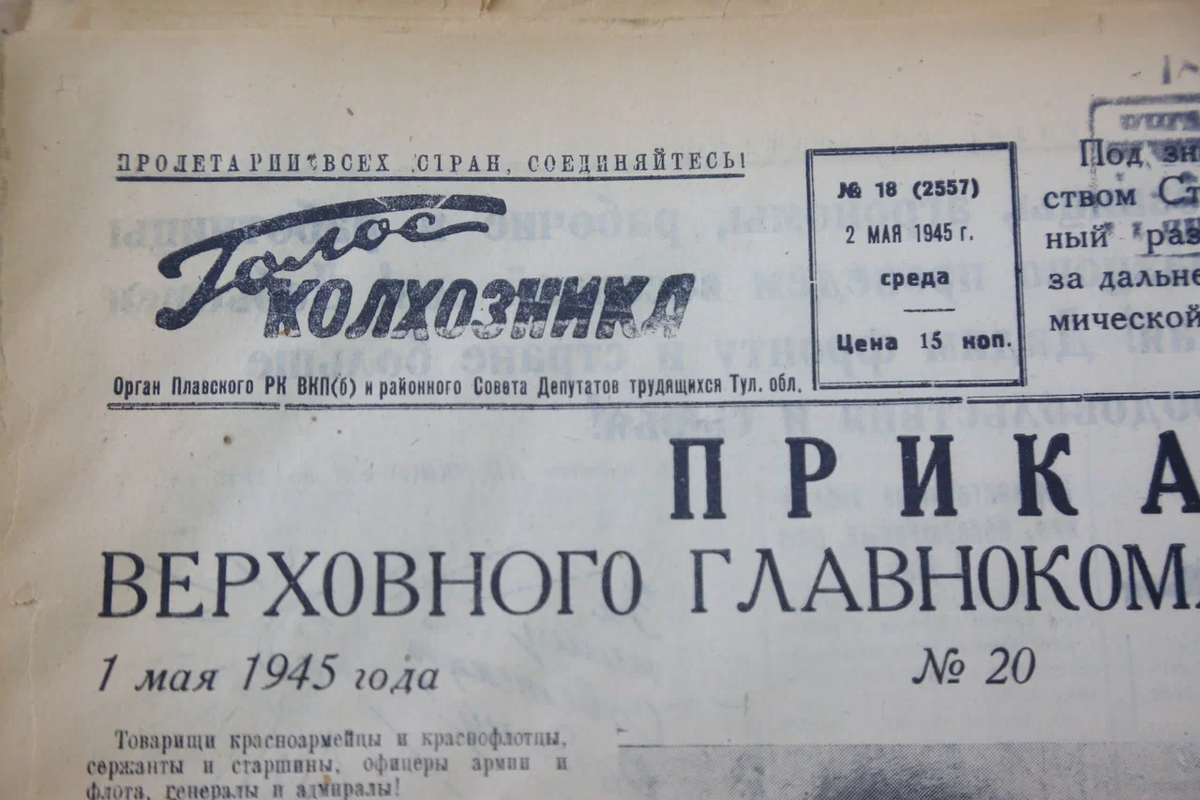 ПРОЛЕТАРИИ ВСЕХ СТРАН, СОЕДИНЯЙТЕСЬ!
Голос
КОЛХОЗНИКА
Орган Плавского РК ВКП(б) и районного Совета Депутатов трудящихся Тул. обл.
№ 18 (2557)
2 МАЯ 1945 г.
среда
Цена 15 коп.
Под зн
ством Ст
ный раз
за дальне
мической
ПРИКА
ВЕРХОВНОГО ГЛАВНОКОМ
1 мая 1945 года
№ 20
Товарищи красноармейцы и краснофлотцы,
сержанты и старшины, офицеры армии и
флота, генералы и адмиралы!